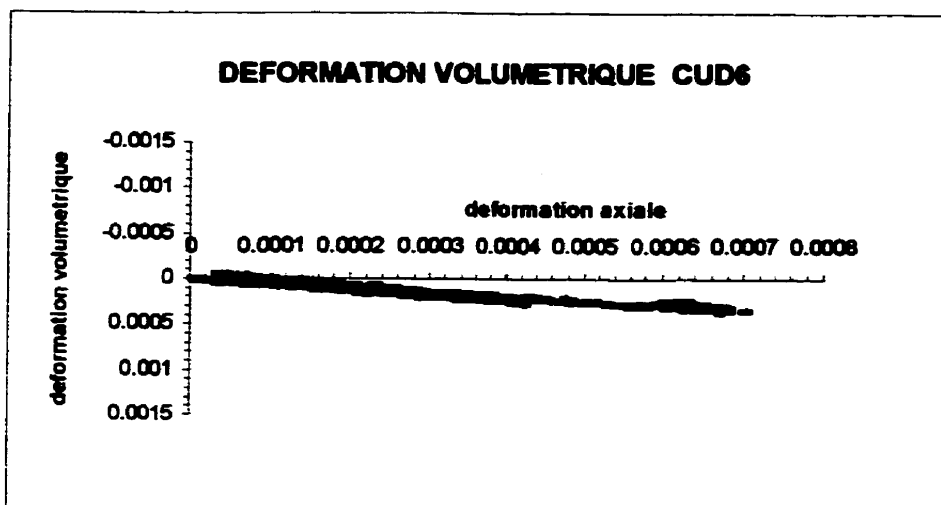 DEFORMATION VOLUMETRIQUE CUD6
deformation volumetrique
-0.0015
-0.001
-0.0005
0
0.0005
0.001
0.0015
deformation axiale
0 0.0001 0.0002 0.0003 0.0004 0.0005 0.0006 0.0007 0.0008